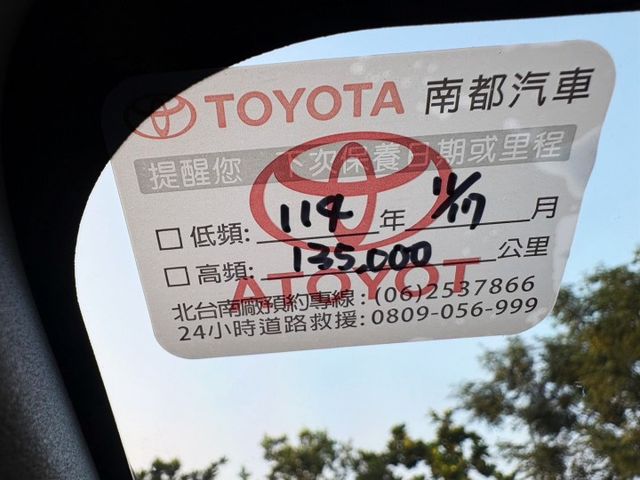 TOYOTA 南都汽車
提醒您 下次保養日期或里程
□ 低頻: 114 年 11/17 月
□ 高頻: 135,000 公里
ATOYOT
北台南廠預約專線:(06)2537866
24小時道路救援:0809-056-999